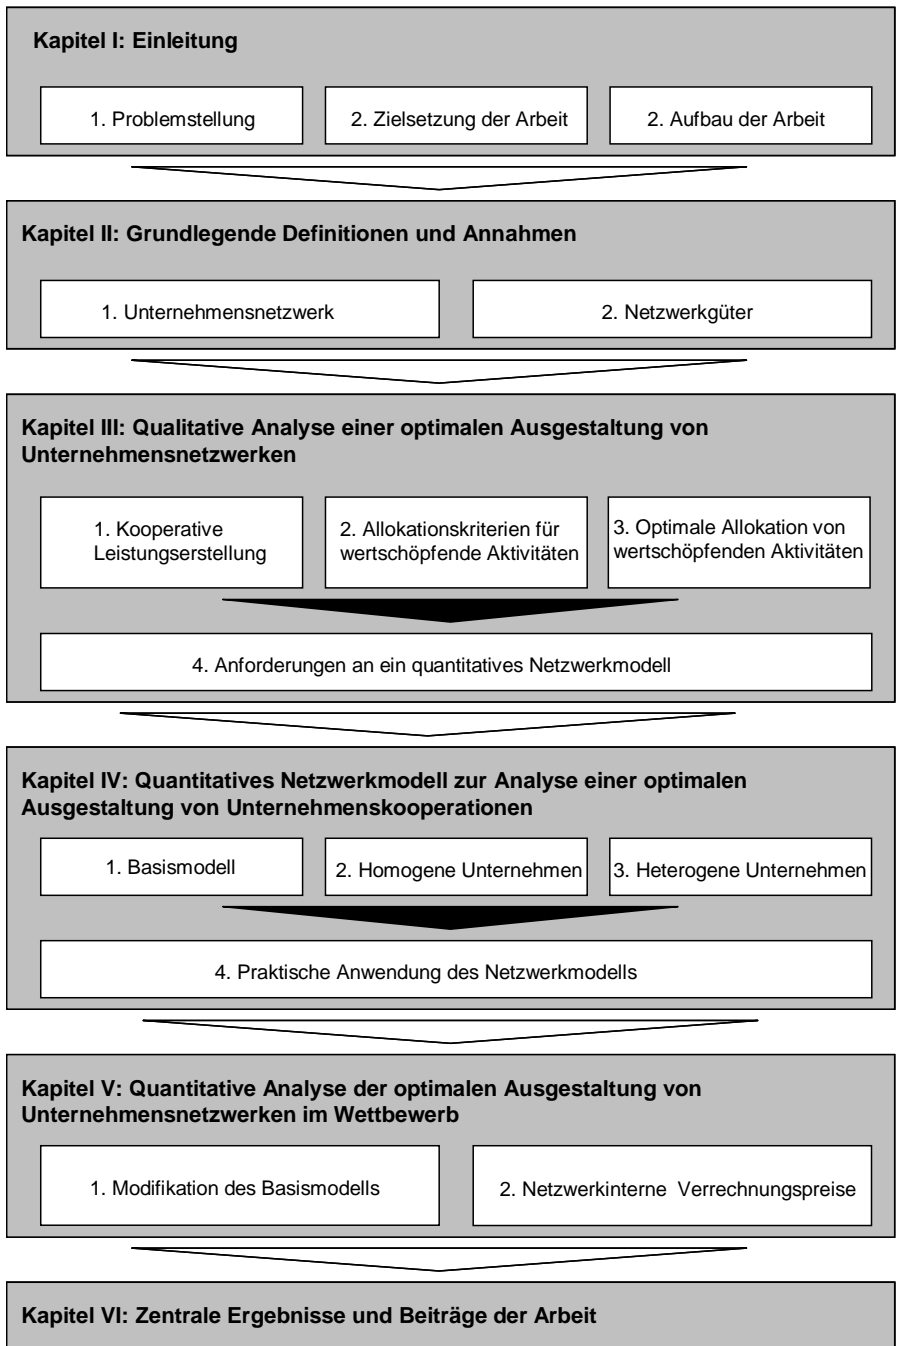 Kapitel I: Einleitung
1. Problemstellung
2. Zielsetzung der Arbeit
2. Aufbau der Arbeit
Kapitel II: Grundlegende Definitionen und Annahmen
1. Unternehmensnetzwerk
2. Netzwerkgüter
Kapitel III: Qualitative Analyse einer optimalen Ausgestaltung von
Unternehmensnetzwerken
1. Kooperative
Leistungserstellung
2. Allokationskriterien für
wertschöpfende Aktivitäten
3. Optimale Allokation von
wertschöpfenden Aktivitäten
4. Anforderungen an ein quantitatives Netzwerkmodell
Kapitel IV: Quantitatives Netzwerkmodell zur Analyse einer optimalen
Ausgestaltung von Unternehmenskooperationen
1. Basismodell
2. Homogene Unternehmen
3. Heterogene Unternehmen
4. Praktische Anwendung des Netzwerkmodells
Kapitel V: Quantitative Analyse der optimalen Ausgestaltung von
Unternehmensnetzwerken im Wettbewerb
1. Modifikation des Basismodells
2. Netzwerkinterne Verrechnungspreise
Kapitel VI: Zentrale Ergebnisse und Beiträge der Arbeit